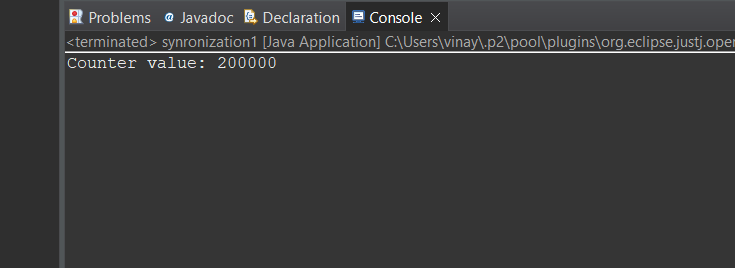 Problems Javadoc Declaration Console
<terminated> synronization1 [Java Application] C:\Users\vinay\.p2\pool\plugins\org.eclipse.justj.oper
Counter value: 200000